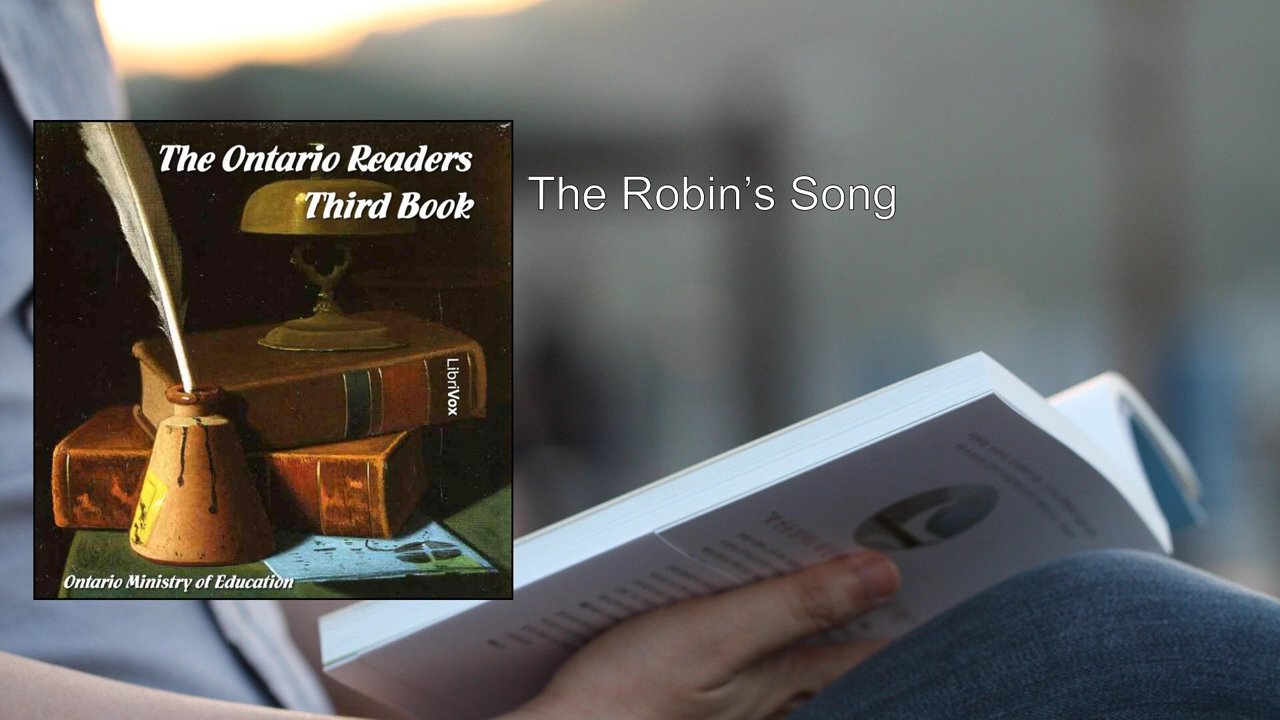 The Ontario Readers
Third Book
LibriVox
Ontario Ministry of Education
The Robin’s Song